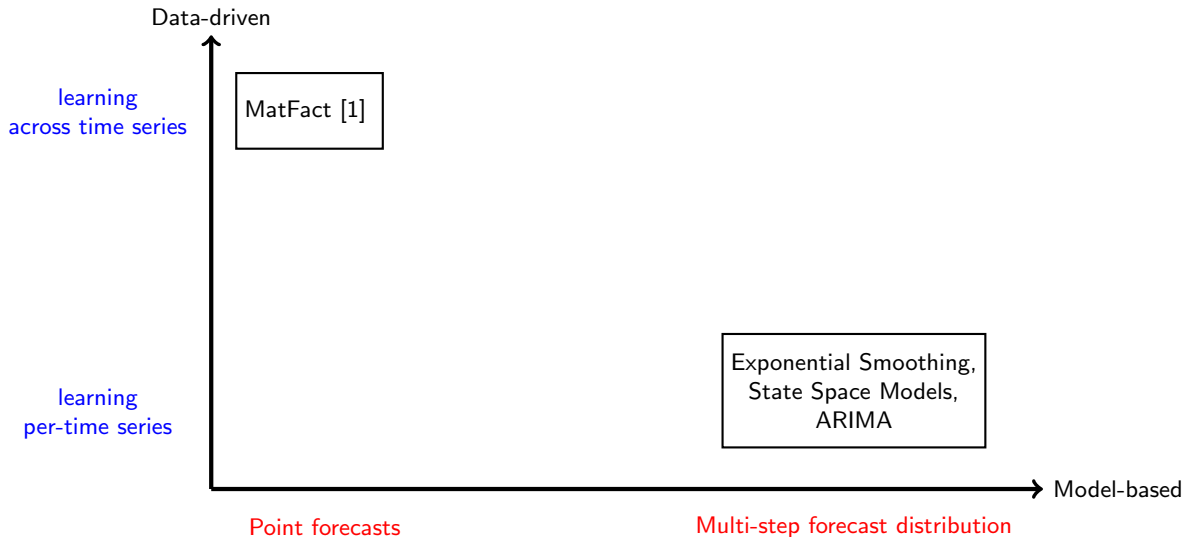 Data-driven
learning
across time series
MatFact [1]
Exponential Smoothing,
State Space Models,
ARIMA
learning
per-time series
Model-based
Point forecasts
Multi-step forecast distribution